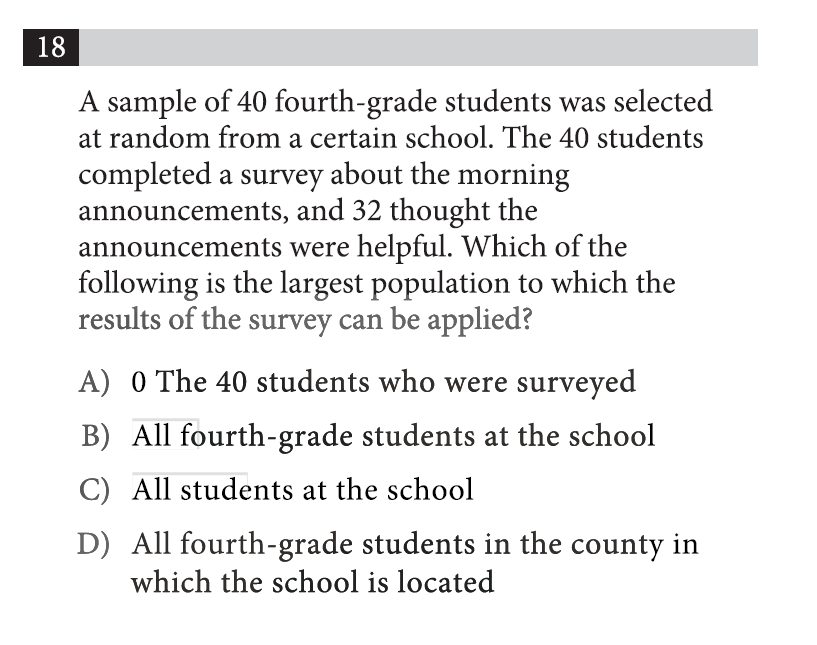 18
A sample of 40 fourth-grade students was selected
at random from a certain school. The 40 students
completed a survey about the morning
announcements, and 32 thought the
announcements were helpful. Which of the
following is the largest population to which the
results of the survey can be applied?
A) 0 The 40 students who were surveyed
B) All fourth-grade students at the school
C) All students at the school
D) All fourth-grade students in the county in
which the school is located